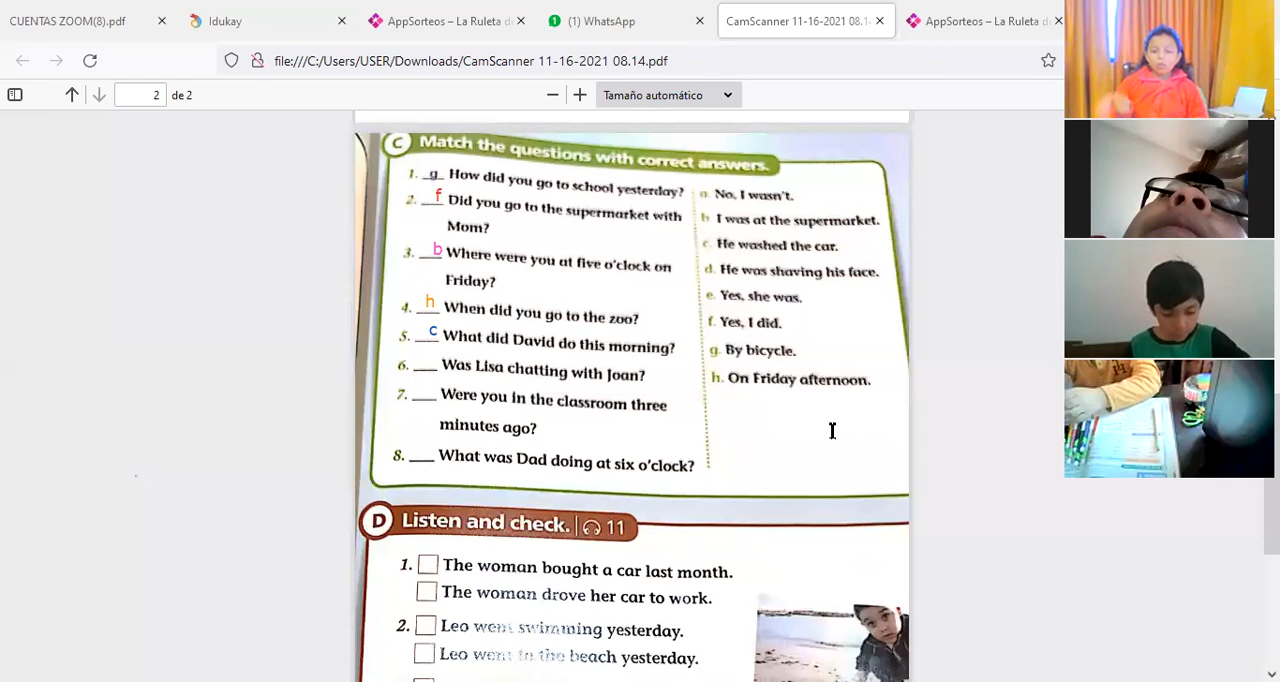 CUENTAS ZOOM(8).pdf
Idukay
AppSorteos – La Ruleta d
(1) WhatsApp
CamScanner 11-16-2021 08.1
AppSorteos – La Ruleta d
file:///C:/Users/USER/Downloads/CamScanner 11-16-2021 08.14.pdf
2 de 2
Tamaño automático
C Match the questions with correct answers.
1. g How did you go to school yesterday?
2. f Did you go to the supermarket with
Mom?
3. b Where were you at five o'clock on
Friday?
4. h When did you go to the zoo?
5. c What did David do this morning?
6. ___ Was Lisa chatting with Joan?
7. ___ Were you in the classroom three
minutes ago?
8. ___ What was Dad doing at six o'clock?
a. No, I wasn't.
b. I was at the supermarket.
c. He washed the car.
d. He was shaving his face.
e. Yes, she was.
f. Yes, I did.
g. By bicycle.
h. On Friday afternoon.
D Listen and check. | 11
1. The woman bought a car last month.
The woman drove her car to work.
2. Leo went swimming yesterday.
Leo went to the beach yesterday.